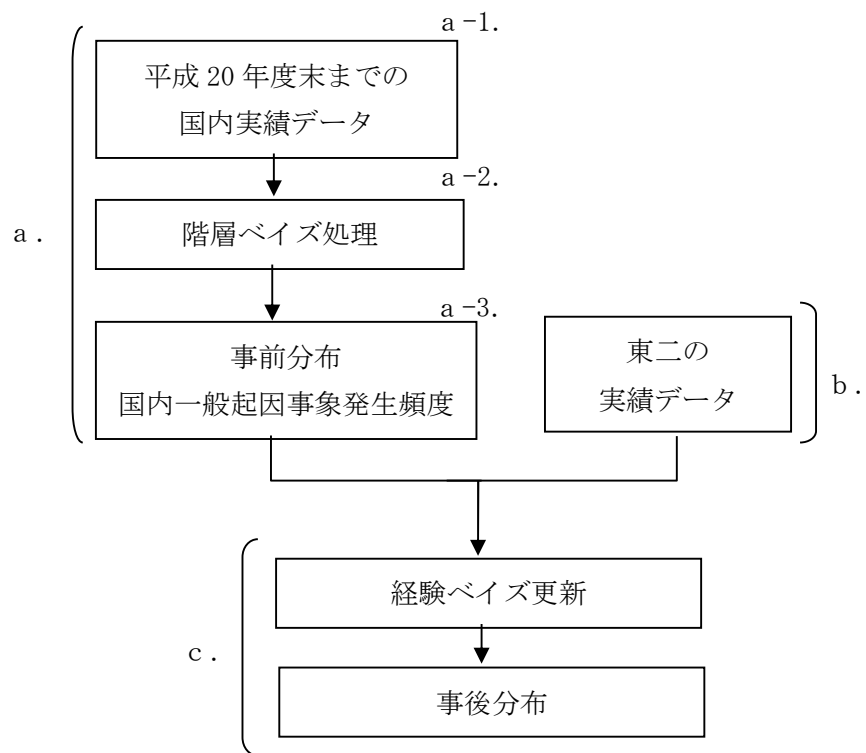 a-1.
平成 20 年度末までの
国内実績データ
a-2.
階層ベイズ処理
a.
a-3.
事前分布
国内一般起因事象発生頻度
東二の
実績データ
b.
経験ベイズ更新
c.
事後分布